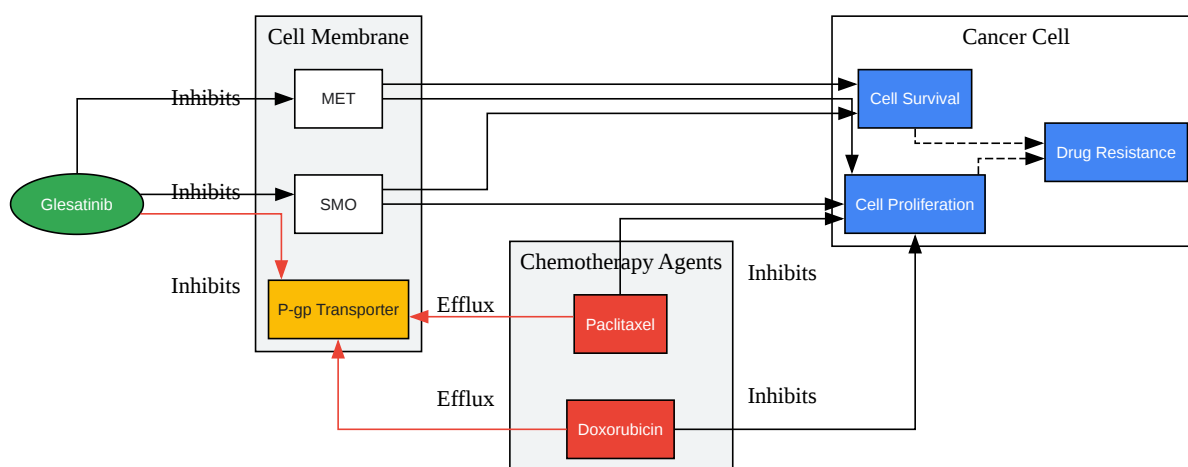 Cell Membrane
Cancer Cell
Inhibits
MET
Cell Survival
Drug Resistance
Glesatinib
Inhibits
SMO
Cell Proliferation
Chemotherapy Agents
Inhibits
Inhibits
P-gp Transporter
Efflux
Paclitaxel
Efflux
Inhibits
Doxorubicin